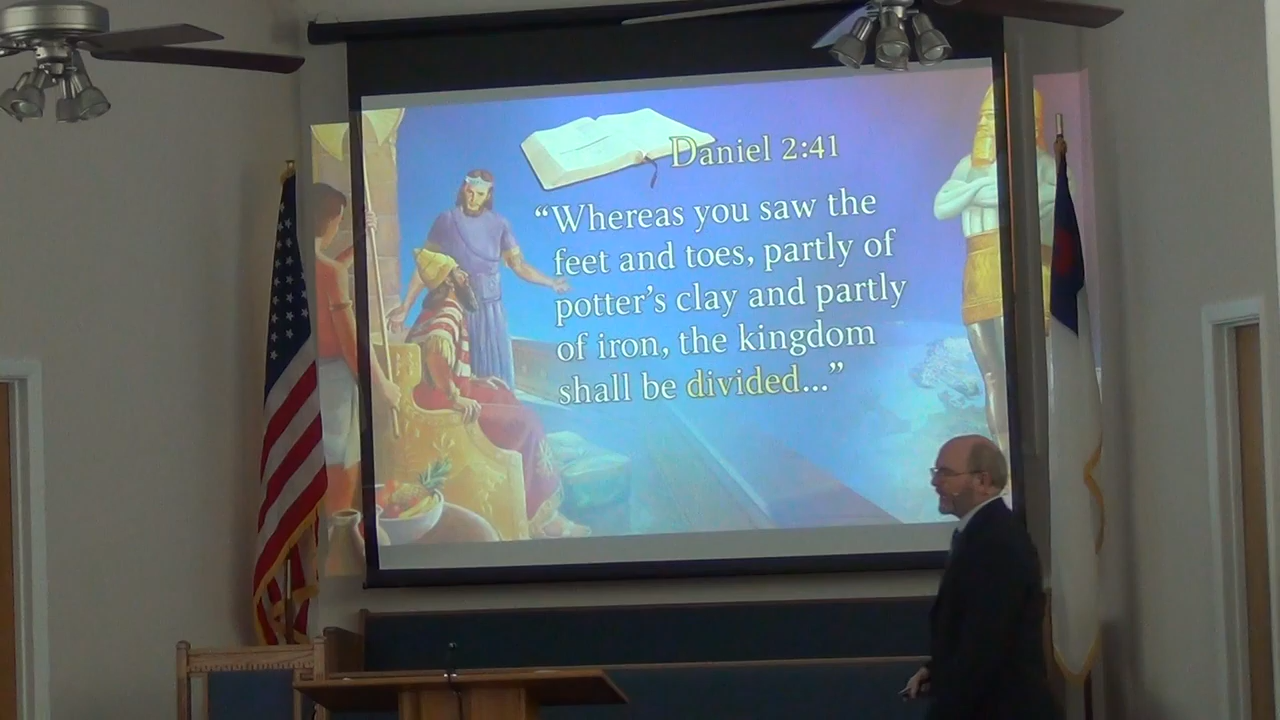 Daniel 2:41
“Whereas you saw the
feet and toes, partly of
potter’s clay and partly
of iron, the kingdom
shall be divided...”